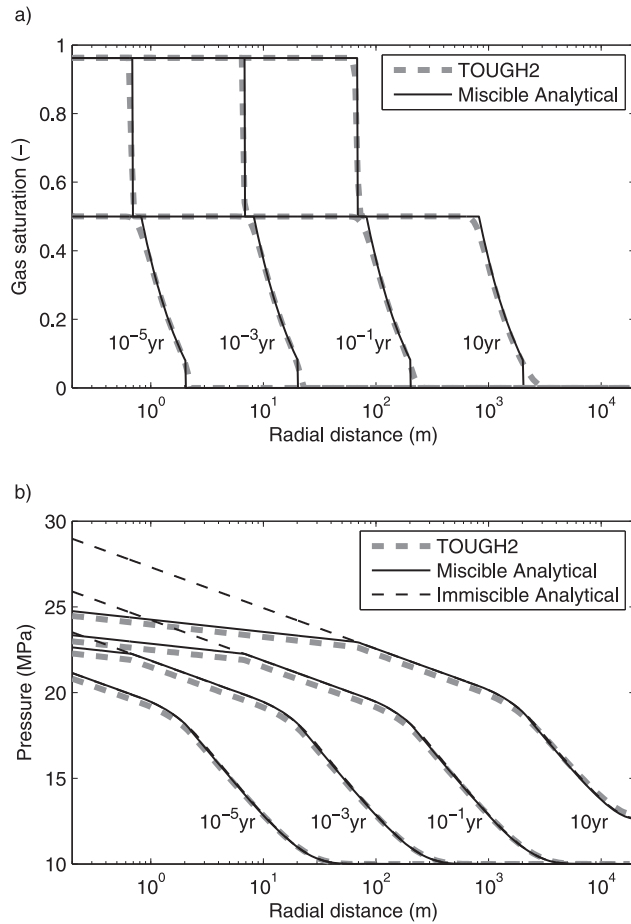 a)
1
0.8
0.6
0.4
0.2
0
Gas saturation (−)
TOUGH2
Miscible Analytical
10⁻⁵yr
10⁻³yr
10⁻¹yr
10yr
10⁰ 10¹ 10² 10³ 10⁴
Radial distance (m)
b)
30
25
20
15
10
Pressure (MPa)
TOUGH2
Miscible Analytical
Immiscible Analytical
10⁻⁵yr
10⁻³yr
10⁻¹yr
10yr
10⁰ 10¹ 10² 10³ 10⁴
Radial distance (m)